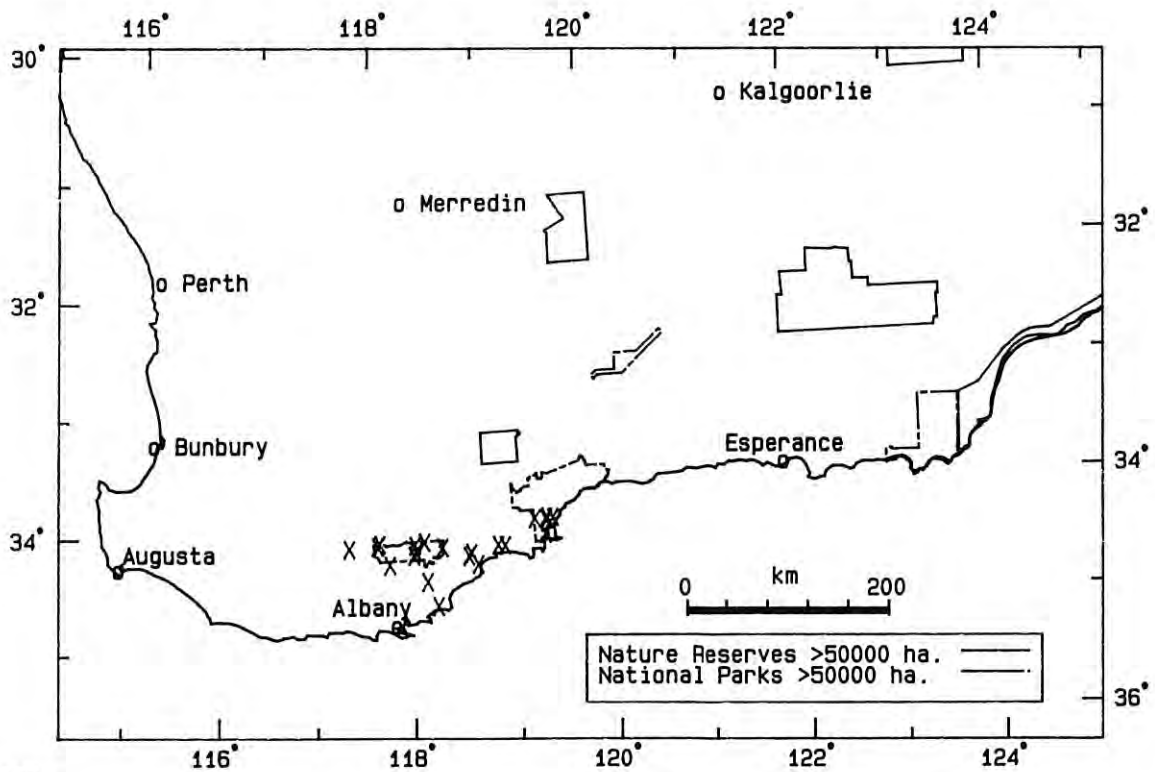 116° 118° 120° 122° 124°
30°
o Kalgoorlie
o Merredin
32°
o Perth
32°
Esperance
o Bunbury
34°
34°
Augusta
0 km 200
Albany
Nature Reserves >50000 ha.
National Parks >50000 ha.
36°
116° 118° 120° 122° 124°